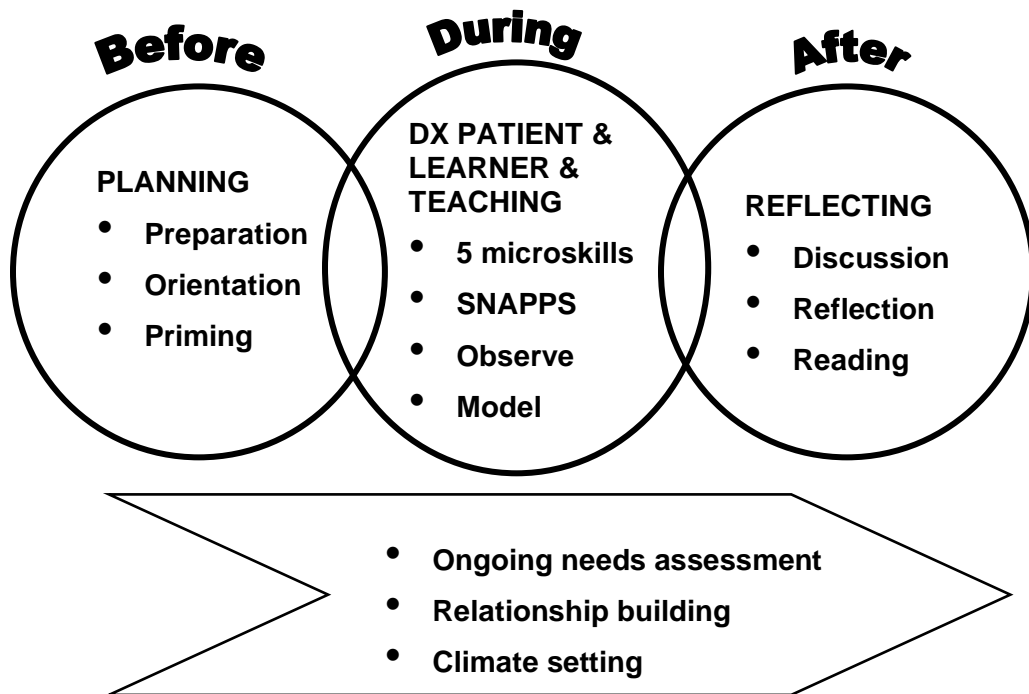 Before
During
After
PLANNING
• Preparation
• Orientation
• Priming
DX PATIENT &
LEARNER &
TEACHING
• 5 microskills
• SNAPPS
• Observe
• Model
REFLECTING
• Discussion
• Reflection
• Reading
• Ongoing needs assessment
• Relationship building
• Climate setting